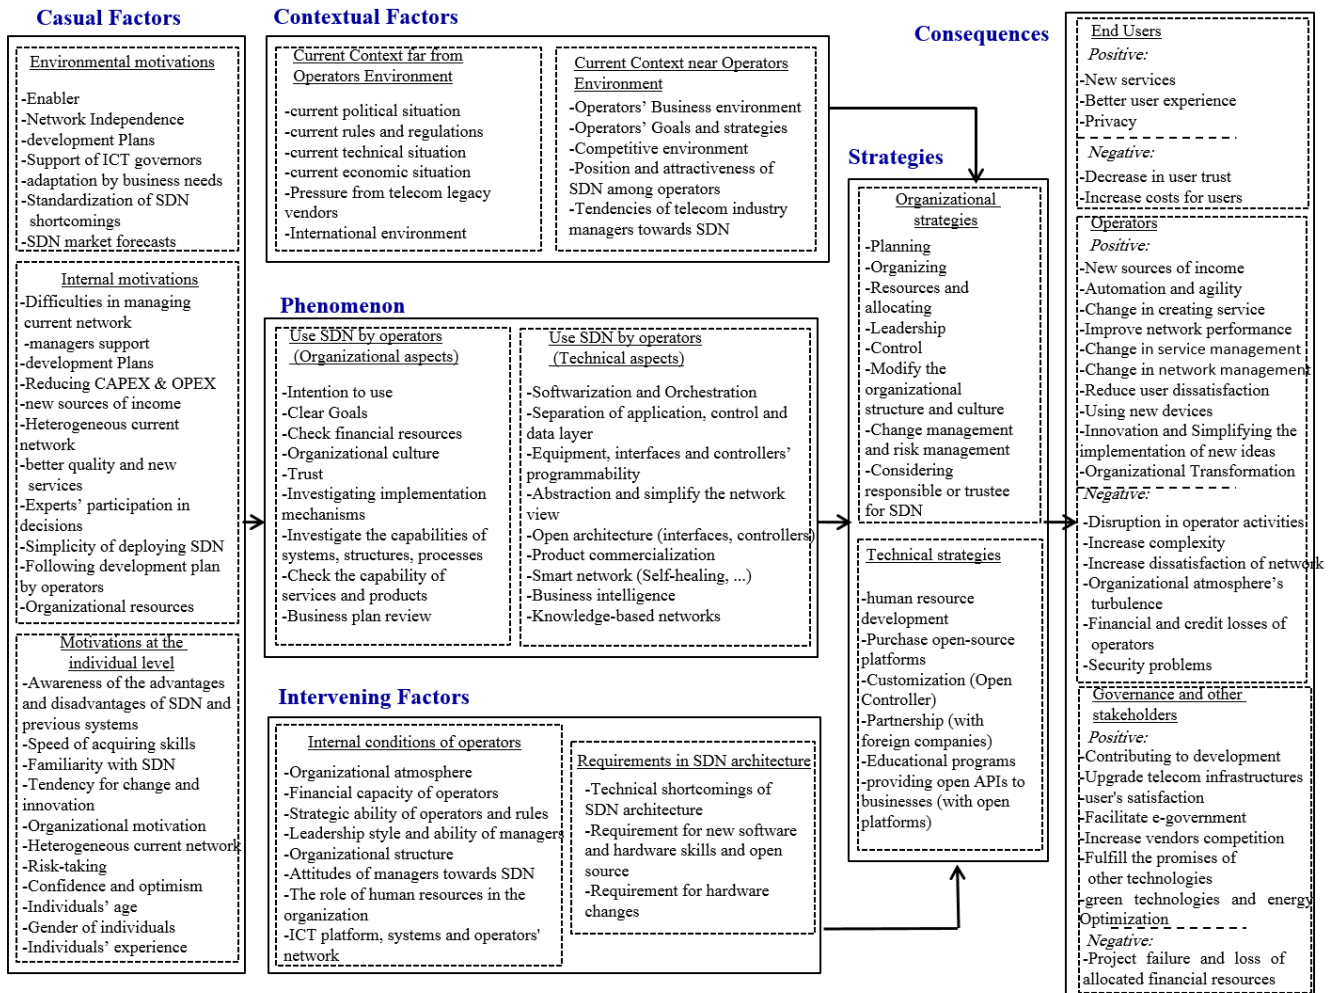 Casual Factors
Environmental motivations
-Enabler
-Network Independence
-development Plans
-Support of ICT governors
-adaptation by business needs
-Standardization of SDN
shortcomings
-SDN market forecasts
Internal motivations
-Difficulties in managing
current network
-managers support
-development Plans
-Reducing CAPEX & OPEX
-new sources of income
-Heterogeneous current
network
-better quality and new
services
-Experts' participation in
decisions
-Simplicity of deploying SDN
-Following development plan
by operators
-Organizational resources
Motivations at the
individual level
-Awareness of the advantages
and disadvantages of SDN and
previous systems
-Speed of acquiring skills
-Familiarity with SDN
-Tendency for change and
innovation
-Organizational motivation
-Heterogeneous current network
-Risk-taking
-Confidence and optimism
-Individuals' age
-Gender of individuals
-Individuals' experience
Contextual Factors
Current Context far from
Operators Environment
-current political situation
-current rules and regulations
-current technical situation
-current economic situation
-Pressure from telecom legacy
vendors
-International environment
Current Context near Operators
Environment
-Operators' Business environment
-Operators' Goals and strategies
-Competitive environment
-Position and attractiveness of
SDN among operators
-Tendencies of telecom industry
managers towards SDN
Phenomenon
Use SDN by operators
(Organizational aspects)
-Intention to use
-Clear Goals
-Check financial resources
-Organizational culture
-Trust
-Investigating implementation
mechanisms
-Investigate the capabilities of
systems, structures, processes
-Check the capability of
services and products
-Business plan review
Use SDN by operators
(Technical aspects)
-Softwarization and Orchestration
-Separation of application, control and
data layer
-Equipment, interfaces and controllers'
programmability
-Abstraction and simplify the network
view
-Open architecture (interfaces, controllers)
-Product commercialization
-Smart network (Self-healing, ...)
-Business intelligence
-Knowledge-based networks
Intervening Factors
Internal conditions of operators
-Organizational atmosphere
-Financial capacity of operators
-Strategic ability of operators and rules
-Leadership style and ability of managers
-Organizational structure
-Attitudes of managers towards SDN
-The role of human resources in the
organization
-ICT platform, systems and operators'
network
Requirements in SDN architecture
-Technical shortcomings of
SDN architecture
-Requirement for new software
and hardware skills and open
source
-Requirement for hardware
changes
Strategies
Organizational
strategies
-Planning
-Organizing
-Resources and
allocating
-Leadership
-Control
-Modify the
organizational
structure and culture
-Change management
and risk management
-Considering
responsible or trustee
for SDN
Technical strategies
-human resource
development
-Purchase open-source
platforms
-Customization (Open
Controller)
-Partnership (with
foreign companies)
-Educational programs
-providing open APIs to
businesses (with open
platforms)
Consequences
End Users
Positive:
-New services
-Better user experience
-Privacy
Negative:
-Decrease in user trust
-Increase costs for users
Operators
Positive:
-New sources of income
-Automation and agility
-Change in creating service
-Improve network performance
-Change in service management
-Change in network management
-Reduce user dissatisfaction
-Using new devices
-Innovation and Simplifying the
implementation of new ideas
-Organizational Transformation
Negative:
-Disruption in operator activities
-Increase complexity
-Increase dissatisfaction of network
-Organizational atmosphere's
turbulence
-Financial and credit losses of
operators
-Security problems
Governance and other
stakeholders
Positive:
-Contributing to development
-Upgrade telecom infrastructures
-user's satisfaction
-Facilitate e-government
-Increase vendors competition
-Fulfill the promises of
other technologies
-green technologies and energy
Optimization
Negative:
-Project failure and loss of
allocated financial resources